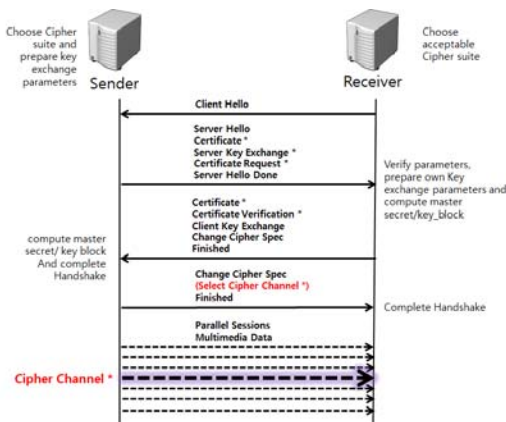 Choose Cipher
suite and
prepare key
exchange
parameters
Sender
Choose
acceptable
Cipher suite
Receiver
Client Hello
Server Hello
Certificate *
Server Key Exchange *
Certificate Request *
Server Hello Done
Verify parameters,
prepare own Key
exchange parameters and
compute master
secret/key_block
Certificate *
Certificate Verification *
Client Key Exchange
Change Cipher Spec
Finished
compute master
secret/ key block
And complete
Handshake
Change Cipher Spec
(Select Cipher Channel *)
Finished
Complete Handshake
Parallel Sessions
Multimedia Data
Cipher Channel *